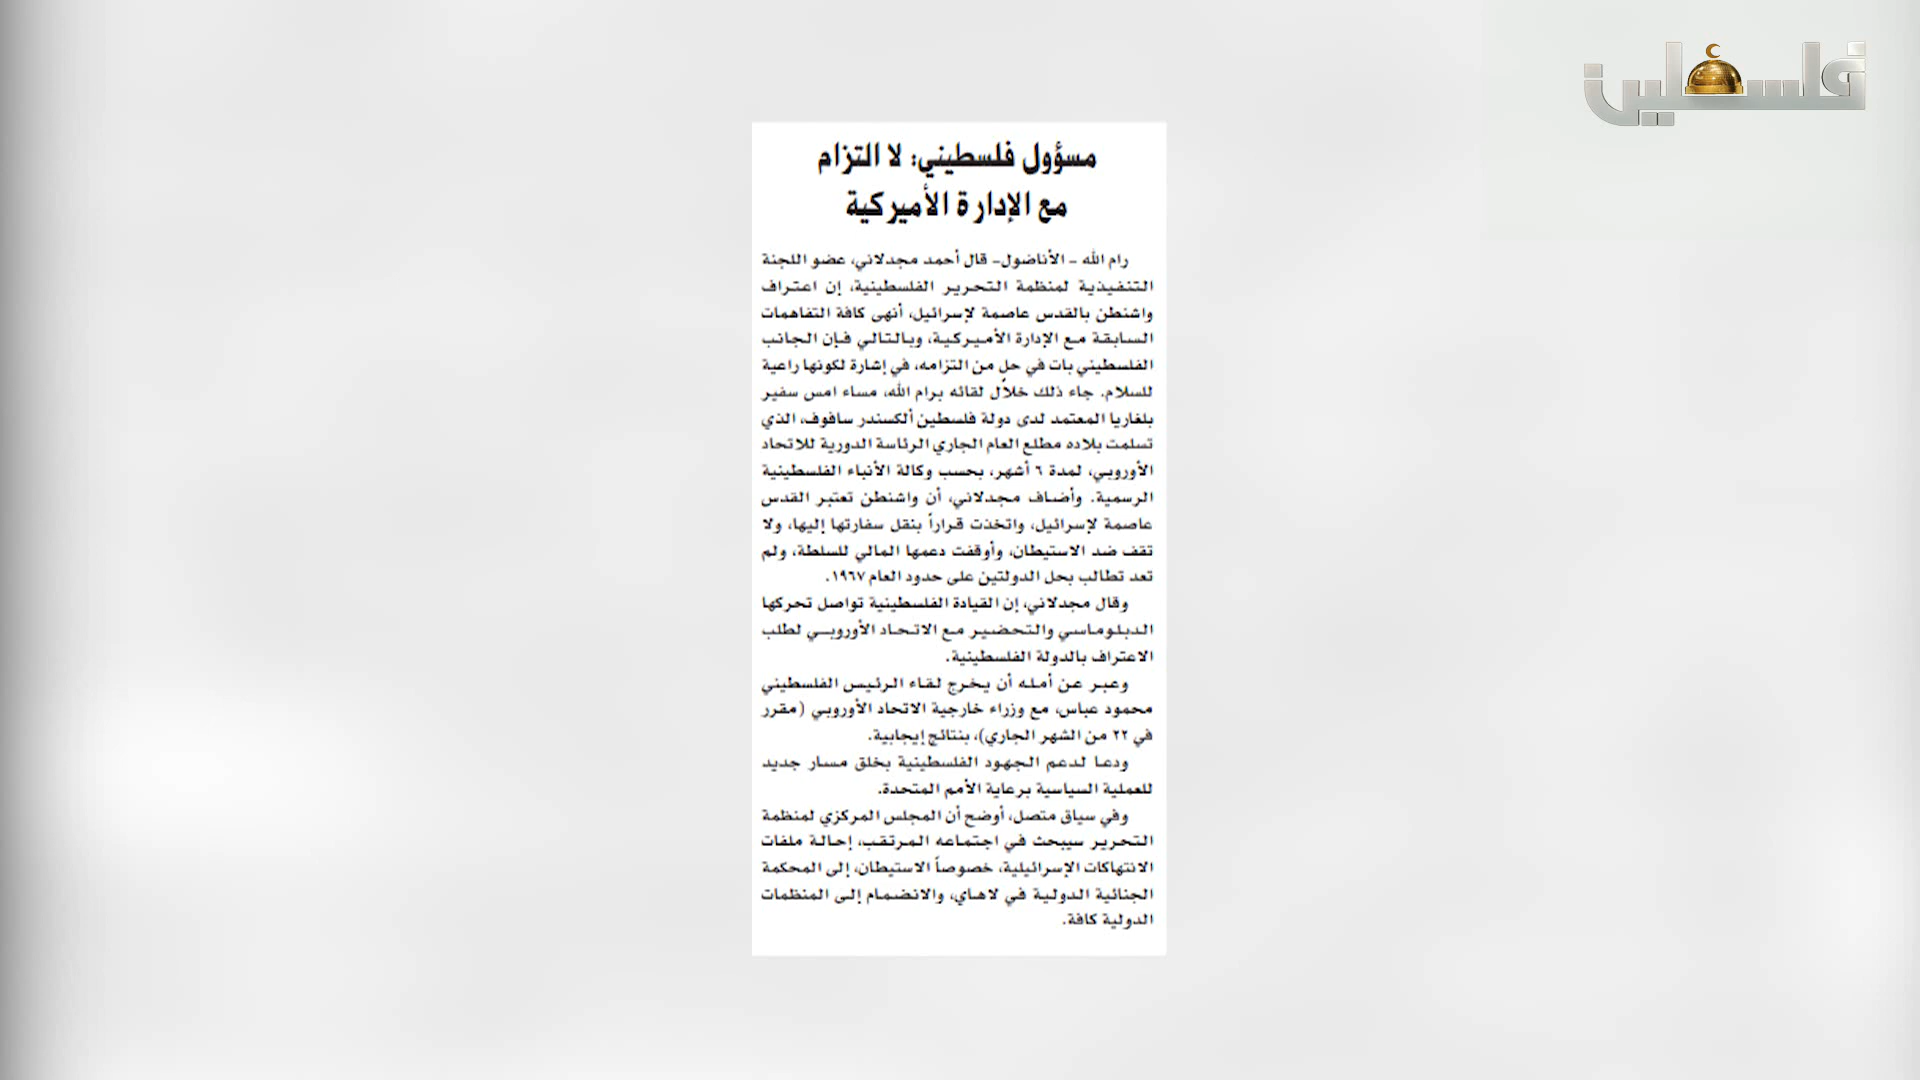 فلسطين
مسؤول فلسطيني: لا التزام
مع الإدارة الأميركية
رام الله – الأناضول– قال أحمد مجدلاني، عضو اللجنة
التنفيذية لمنظمة التحرير الفلسطينية، إن اعتراف
واشنطن بالقدس عاصمة لإسرائيل، أنهى كافة التفاهمات
السابقة مع الإدارة الأميركية، وبالتالي فإن الجانب
الفلسطيني بات في حل من التزامه، في إشارة لكونها راعية
للسلام. جاء ذلك خلال لقائه برام الله، مساء امس سفير
بلغاريا المعتمد لدى دولة فلسطين ألكسندر سافوف، الذي
تسلمت بلاده مطلع العام الجاري الرئاسة الدورية للاتحاد
الأوروبي، لمدة ٦ أشهر، بحسب وكالة الأنباء الفلسطينية
الرسمية. وأضاف مجدلاني، أن واشنطن تعتبر القدس
عاصمة لإسرائيل، واتخذت قراراً بنقل سفارتها إليها، ولا
تقف ضد الاستيطان، وأوقفت دعمها المالي للسلطة، ولم
تعد تطالب بحل الدولتين على حدود العام ١٩٦٧.
وقال مجدلاني، إن القيادة الفلسطينية تواصل تحركها
الدبلوماسي والتحضير مع الاتحاد الأوروبي لطلب
الاعتراف بالدولة الفلسطينية.
وعبر عن أمله أن يخرج لقاء الرئيس الفلسطيني
محمود عباس، مع وزراء خارجية الاتحاد الأوروبي (مقرر
في ٢٢ من الشهر الجاري)، بنتائج إيجابية.
ودعا لدعم الجهود الفلسطينية بخلق مسار جديد
للعملية السياسية برعاية الأمم المتحدة.
وفي سياق متصل، أوضح أن المجلس المركزي لمنظمة
التحرير سيبحث في اجتماعه المرتقب، إحالة ملفات
الانتهاكات الإسرائيلية، خصوصاً الاستيطان، إلى المحكمة
الجنائية الدولية في لاهاي، والانضمام إلى المنظمات
الدولية كافة.